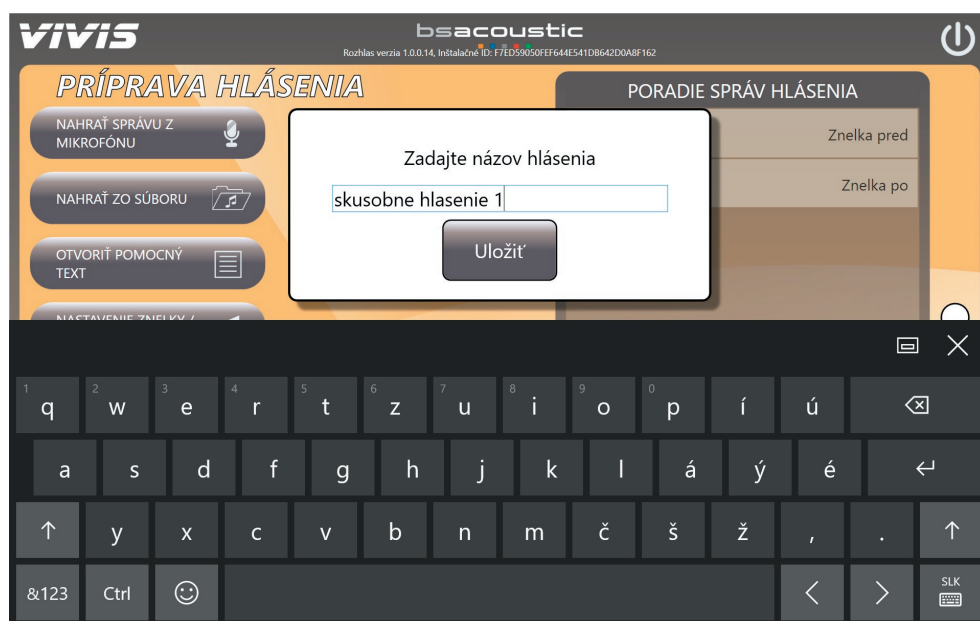 VIVIS
bsacoustic
Rozhlas verzia 1.0.0.14, Inštalačné ID: F7ED59050FEF644E541DB642D0A8F162
PRÍPRAVA HLÁSENIA
NAHRAŤ SPRÁVU Z
MIKROFÓNU
NAHRAŤ ZO SÚBORU
OTVORIŤ POMOCNÝ
TEXT
NASTAVENIE ZNELKY /
Zadajte názov hlásenia
skusobne hlasenie 1
Uložiť
PORADIE SPRÁV HLÁSENIA
Znelka pred
Znelka po
1 q 2 w 3 e 4 r 5 t 6 z 7 u 8 i 9 o 0 p í ú
a s d f g h j k l á ý é
y x c v b n m č š ž , .
&123 Ctrl SLK